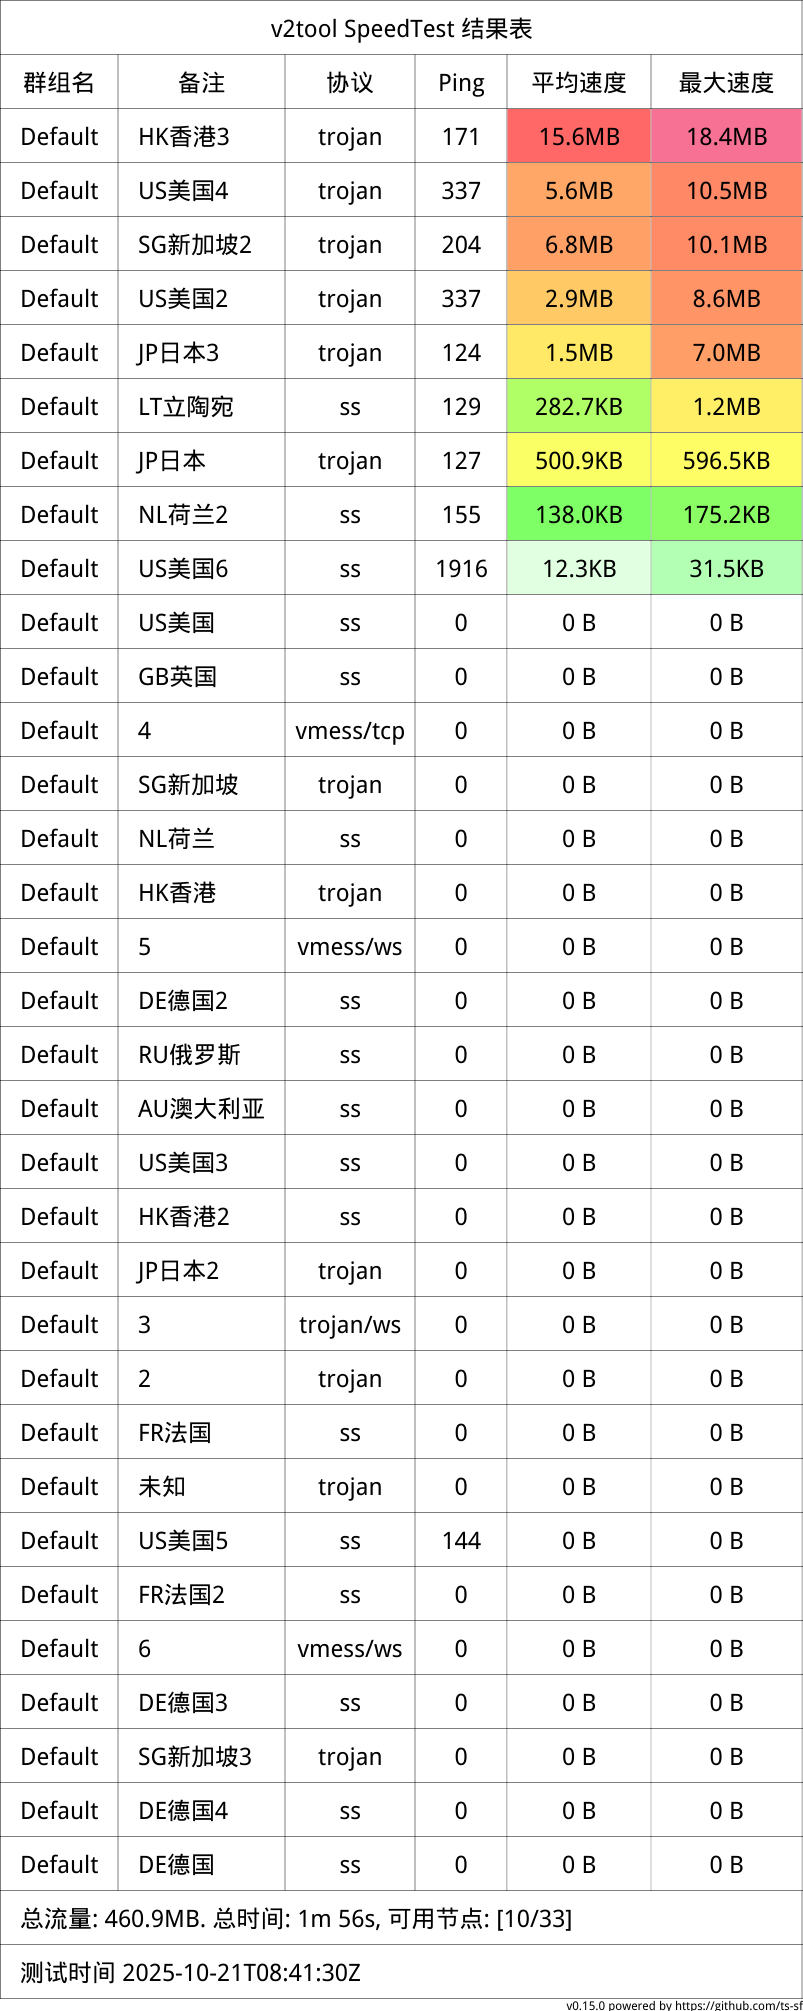 v2tool SpeedTest 结果表
群组名 备注 协议 Ping 平均速度 最大速度
Default HK香港3 trojan 171 15.6MB 18.4MB
Default US美国4 trojan 337 5.6MB 10.5MB
Default SG新加坡2 trojan 204 6.8MB 10.1MB
Default US美国2 trojan 337 2.9MB 8.6MB
Default JP日本3 trojan 124 1.5MB 7.0MB
Default LT立陶宛 ss 129 282.7KB 1.2MB
Default JP日本 trojan 127 500.9KB 596.5KB
Default NL荷兰2 ss 155 138.0KB 175.2KB
Default US美国6 ss 1916 12.3KB 31.5KB
Default US美国 ss 0 0 B 0 B
Default GB英国 ss 0 0 B 0 B
Default 4 vmess/tcp 0 0 B 0 B
Default SG新加坡 trojan 0 0 B 0 B
Default NL荷兰 ss 0 0 B 0 B
Default HK香港 trojan 0 0 B 0 B
Default 5 vmess/ws 0 0 B 0 B
Default DE德国2 ss 0 0 B 0 B
Default RU俄罗斯 ss 0 0 B 0 B
Default AU澳大利亚 ss 0 0 B 0 B
Default US美国3 ss 0 0 B 0 B
Default HK香港2 ss 0 0 B 0 B
Default JP日本2 trojan 0 0 B 0 B
Default 3 trojan/ws 0 0 B 0 B
Default 2 trojan 0 0 B 0 B
Default FR法国 ss 0 0 B 0 B
Default 未知 trojan 0 0 B 0 B
Default US美国5 ss 144 0 B 0 B
Default FR法国2 ss 0 0 B 0 B
Default 6 vmess/ws 0 0 B 0 B
Default DE德国3 ss 0 0 B 0 B
Default SG新加坡3 trojan 0 0 B 0 B
Default DE德国4 ss 0 0 B 0 B
Default DE德国 ss 0 0 B 0 B
总流量: 460.9MB. 总时间: 1m 56s, 可用节点: [10/33]
测试时间 2025-10-21T08:41:30Z
v0.15.0 powered by https://github.com/ts-sf